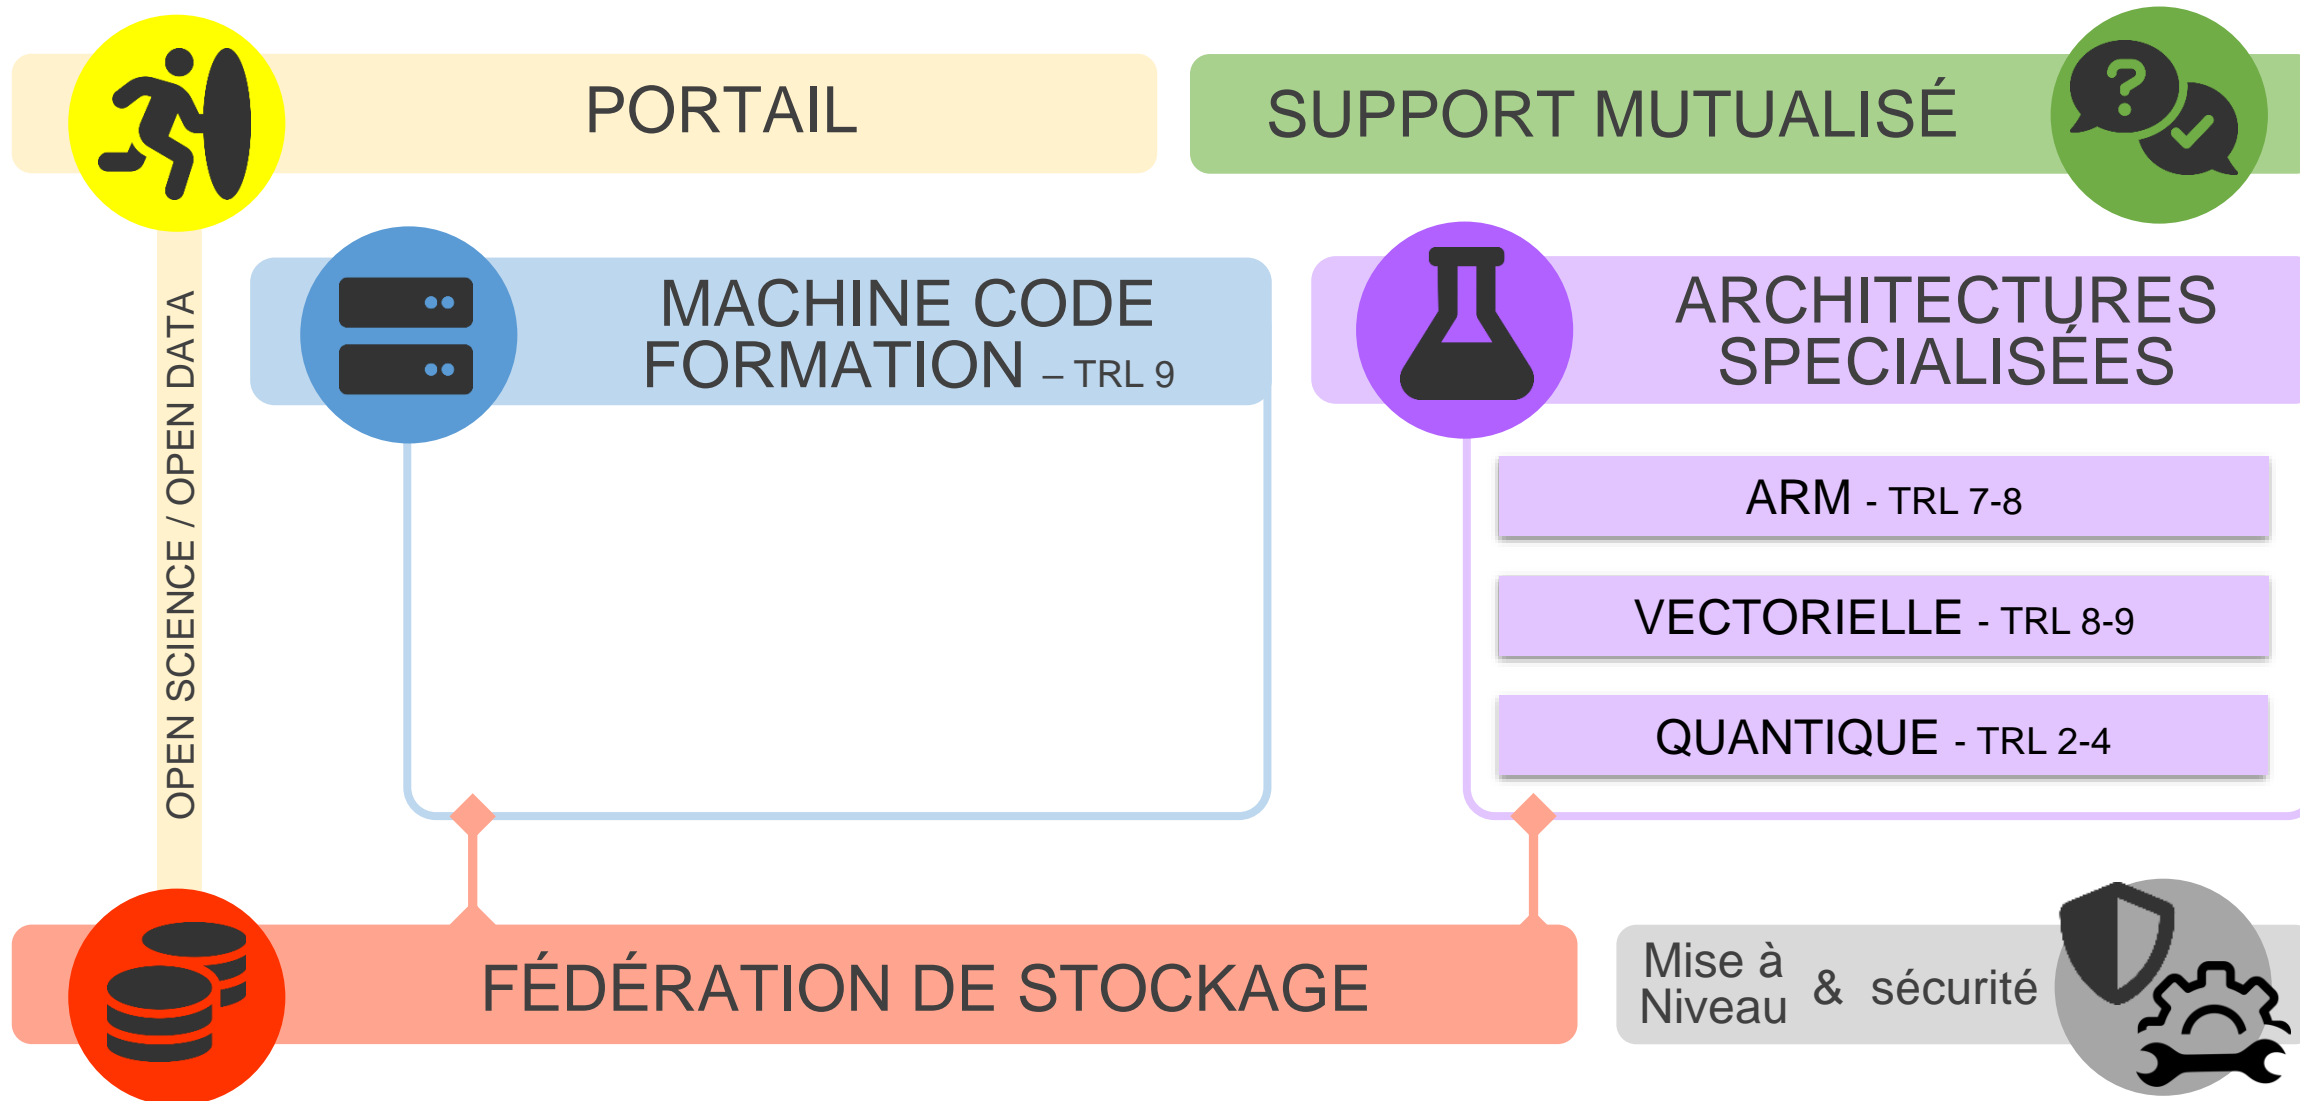 PORTAIL
SUPPORT MUTUALISÉ
MACHINE CODE
FORMATION – TRL 9
ARCHITECTURES
SPECIALISÉES
OPEN SCIENCE / OPEN DATA
ARM - TRL 7-8
VECTORIELLE - TRL 8-9
QUANTIQUE - TRL 2-4
FÉDÉRATION DE STOCKAGE
Mise à
Niveau & sécurité